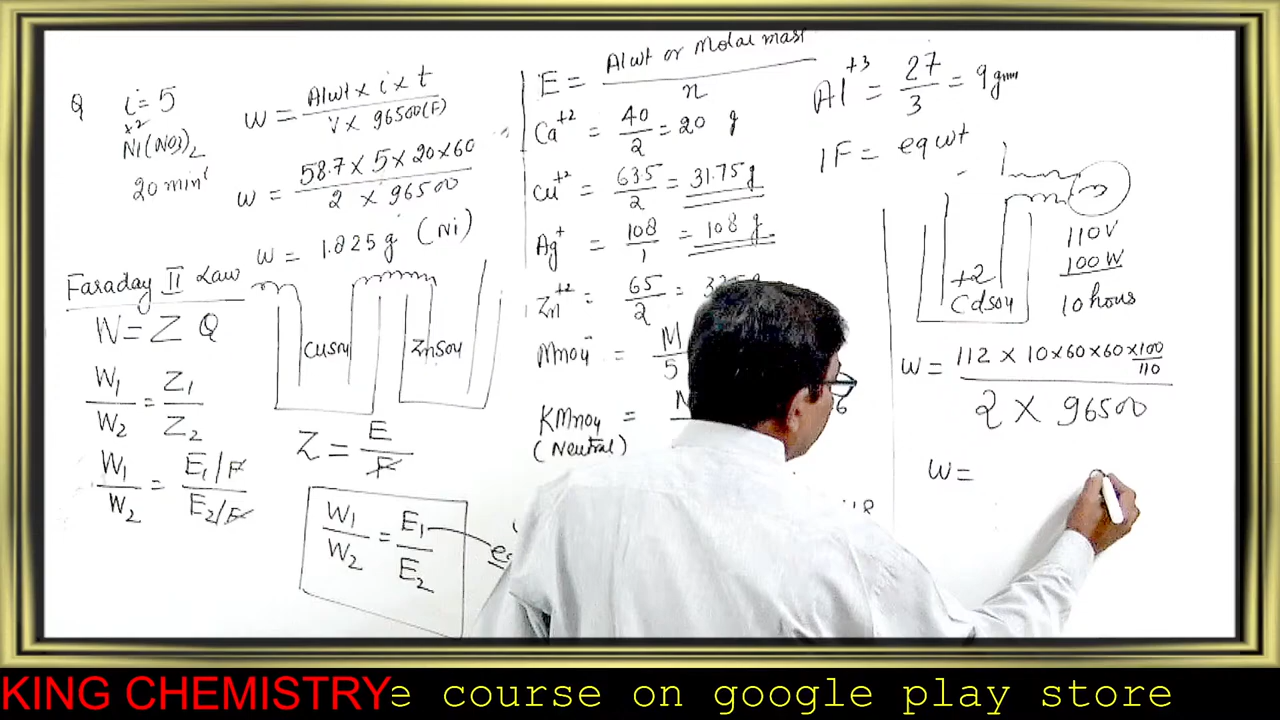 Q i = 5
+2
Ni(NO3)2
20 min
W = At wt × i × t / V × 96500(F)
W = 58.7 × 5 × 20 × 60 / 2 × 96500
W = 1.825 g (Ni)
Faraday II Law
W = Z Q
W1/W2 = Z1/Z2
W1/W2 = E1/F / E2/F
CuSO4
ZnSO4
Z = E/F
W1/W2 = E1/E2
E = At wt or Molar mass / n
Ca+2 = 40/2 = 20 g
Cu+2 = 63.5/2 = 31.75 g
Ag+ = 108/1 = 108 g
Zn+2 = 65/2 =
MnO4- = M/5
KMnO4 =
(Neutral)
Al+3 = 27/3 = 9 gm
1F = eq wt
110V
100W
10 hours
+2
CdSO4
W = 112 × 10 × 60 × 60 × 100/110 / 2 × 96500
W =
KING CHEMISTRY
e course on google play store